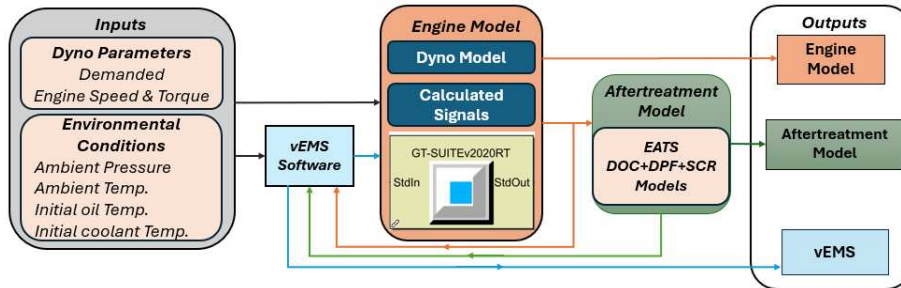 Inputs
Dyno Parameters
Demanded
Engine Speed & Torque
Environmental
Conditions
Ambient Pressure
Ambient Temp.
Initial oil Temp.
Initial coolant Temp.
vEMS
Software
Engine Model
Dyno Model
Calculated
Signals
GT-SUITEv2020RT
StdIn
StdOut
Aftertreatment
Model
EATS
DOC+DPF+SCR
Models
Outputs
Engine
Model
Aftertreatment
Model
vEMS